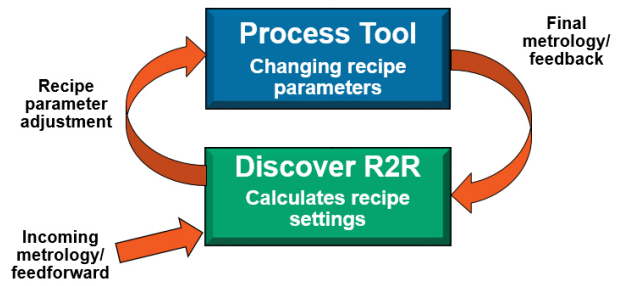 Process Tool
Changing recipe
parameters
Final
metrology/
feedback
Recipe
parameter
adjustment
Discover R2R
Calculates recipe
settings
Incoming
metrology/
feedforward